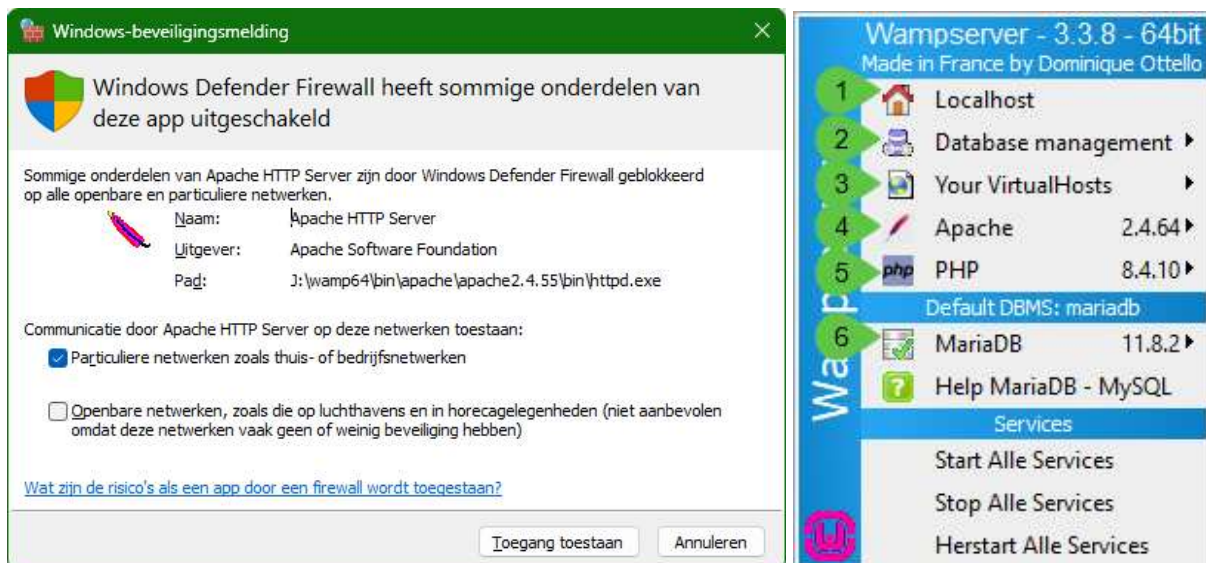 Windows-beveiligingsmelding
Windows Defender Firewall heeft sommige onderdelen van
deze app uitgeschakeld
Sommige onderdelen van Apache HTTP Server zijn door Windows Defender Firewall geblokkeerd
op alle openbare en particuliere netwerken.
Naam: Apache HTTP Server
Uitgever: Apache Software Foundation
Pad: J:\wamp64\bin\apache\apache2.4.55\bin\httpd.exe
Communicatie door Apache HTTP Server op deze netwerken toestaan:
Particuliere netwerken zoals thuis- of bedrijfsnetwerken
Openbare netwerken, zoals die op luchthavens en in horecagelegenheden (niet aanbevolen
omdat deze netwerken vaak geen of weinig beveiliging hebben)
Wat zijn de risico's als een app door een firewall wordt toegestaan?
Toegang toestaan
Annuleren
Wampserver - 3.3.8 - 64bit
Made in France by Dominique Ottello
1 Localhost
2 Database management
3 Your VirtualHosts
4 Apache 2.4.64
5 php PHP 8.4.10
Default DBMS: mariadb
6 MariaDB 11.8.2
? Help MariaDB - MySQL
Services
Start Alle Services
Stop Alle Services
Herstart Alle Services